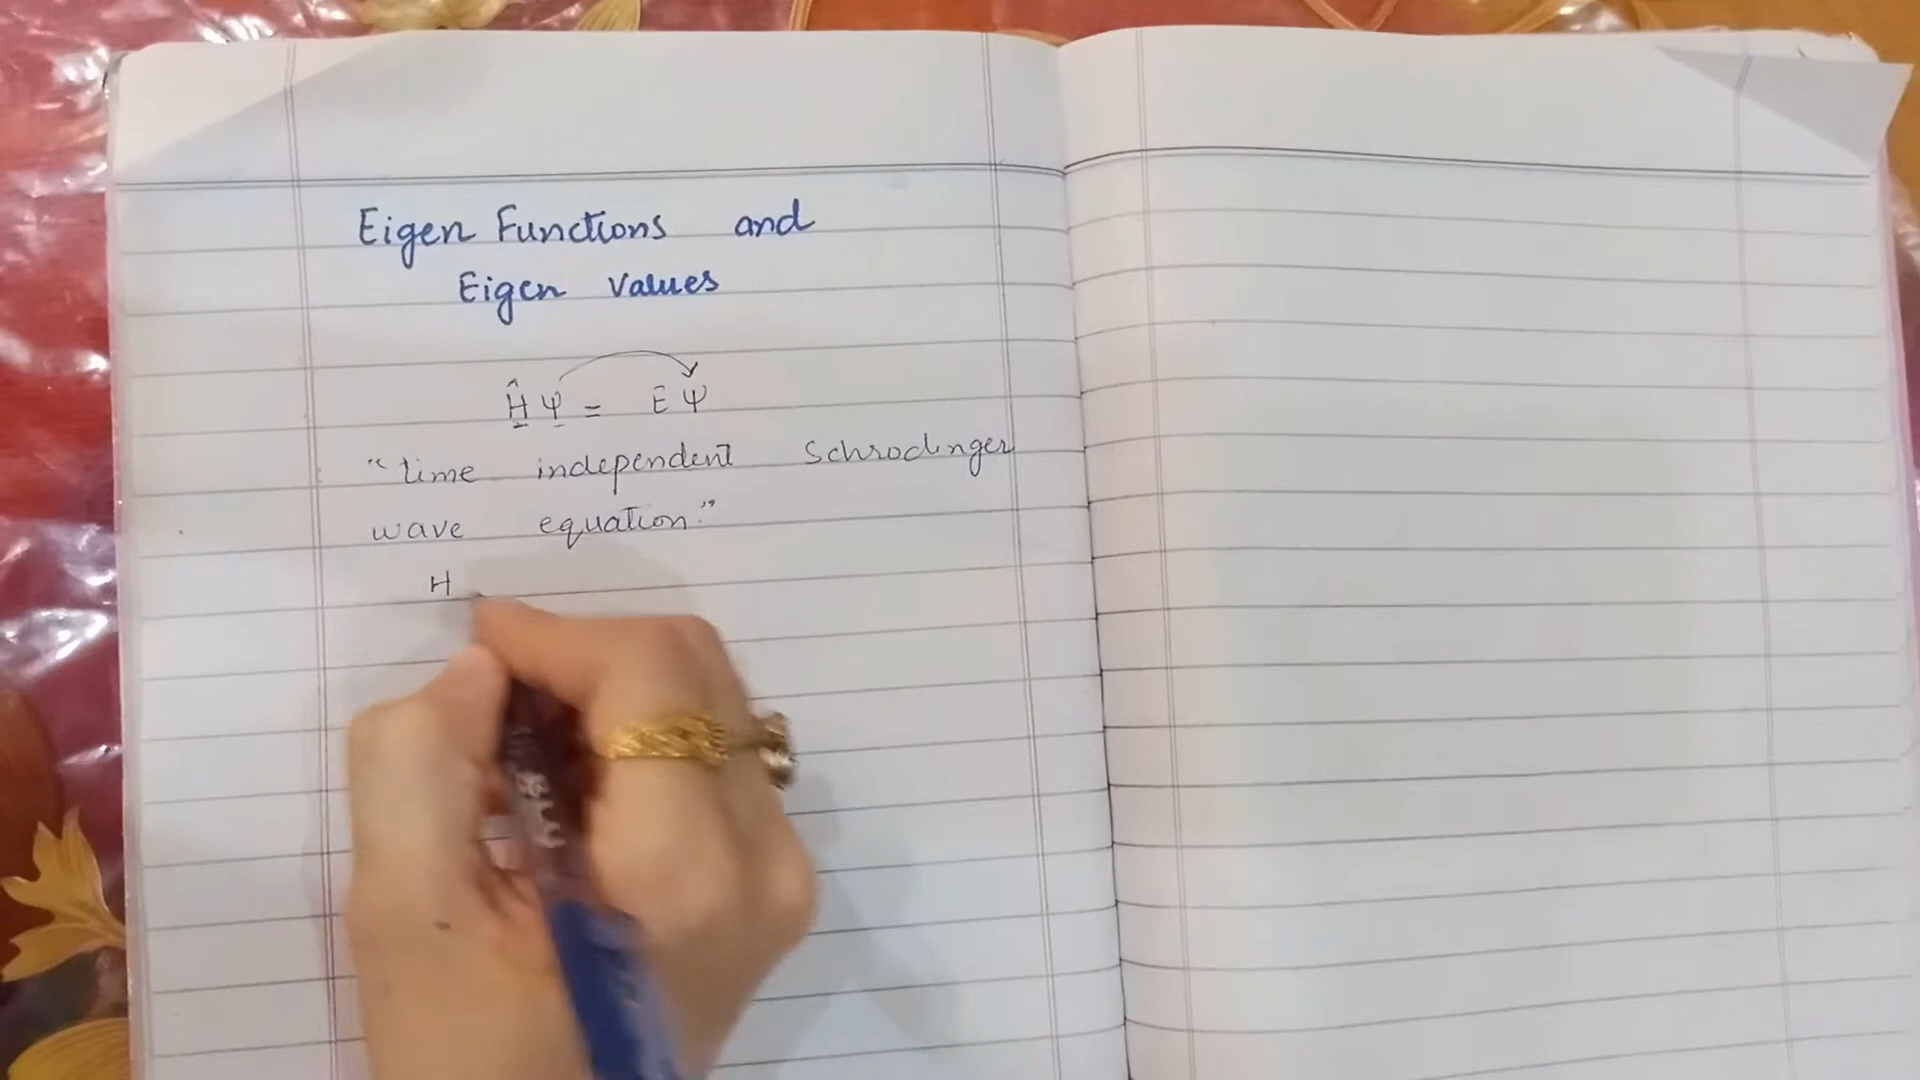 Eigen Functions and
Eigen Values
Ĥ Ψ = E Ψ
"time independent Schrodinger
wave equation."
H